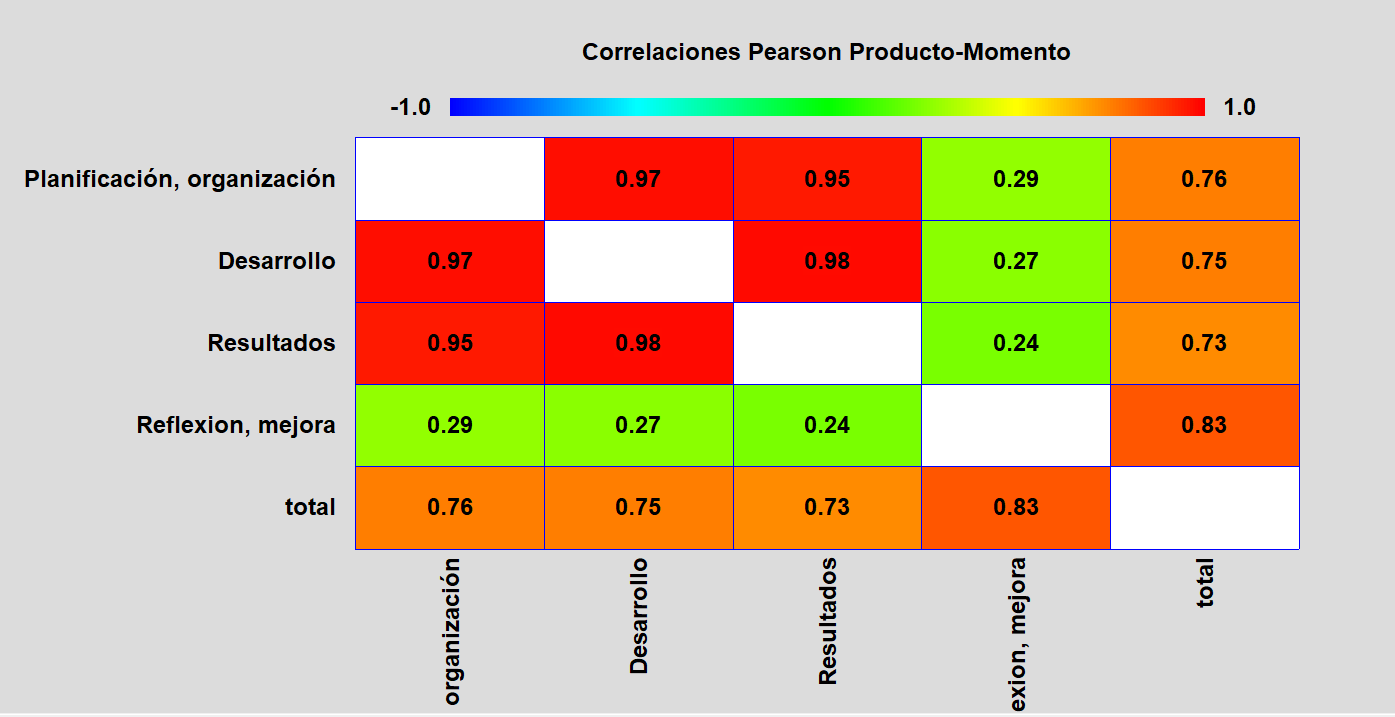 Correlaciones Pearson Producto-Momento
-1.0 1.0
Planificación, organización 0.97 0.95 0.29 0.76
Desarrollo 0.97 0.98 0.27 0.75
Resultados 0.95 0.98 0.24 0.73
Reflexion, mejora 0.29 0.27 0.24 0.83
total 0.76 0.75 0.73 0.83
organización
Desarrollo
Resultados
exion, mejora
total